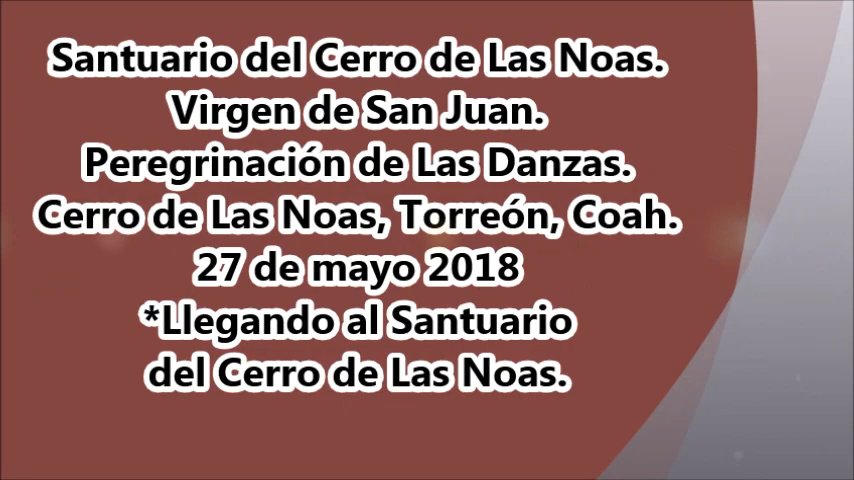 Santuario del Cerro de Las Noas.
Virgen de San Juan.
Peregrinación de Las Danzas.
Cerro de Las Noas, Torreón, Coah.
27 de mayo 2018
*Llegando al Santuario
del Cerro de Las Noas.